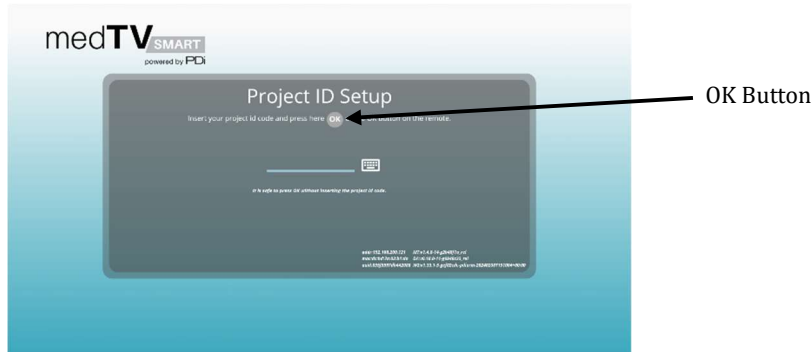 medTV SMART
powered by PDi
Project ID Setup
OK Button
Insert your project id code and press here OK OK button on the remote.
It is safe to press OK without inserting the project id code.